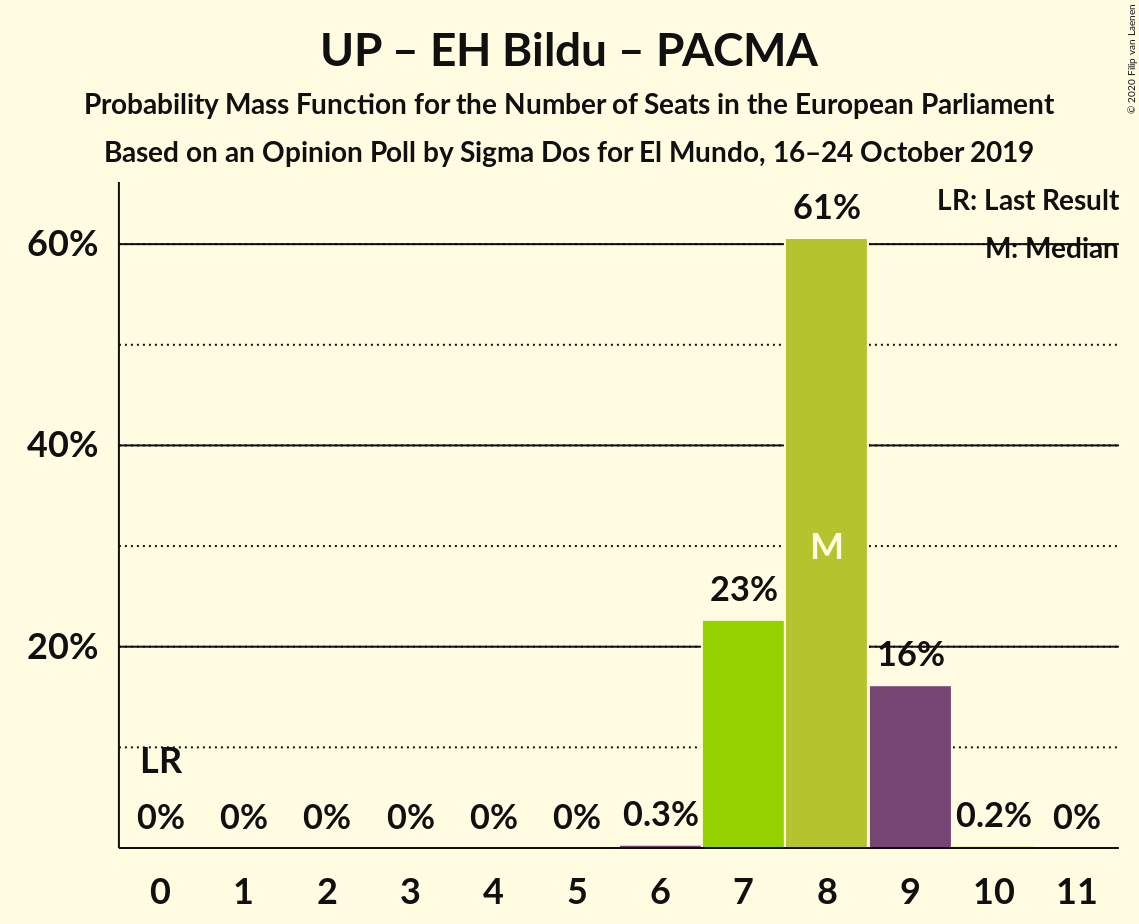 UP – EH Bildu – PACMA
Probability Mass Function for the Number of Seats in the European Parliament
Based on an Opinion Poll by Sigma Dos for El Mundo, 16–24 October 2019
© 2020 Filip van Laenen
LR: Last Result
M: Median
60%
40%
20%
LR
0% 0% 0% 0% 0% 0% 0.3% 23% 61% 16% 0.2% 0%
M
0 1 2 3 4 5 6 7 8 9 10 11